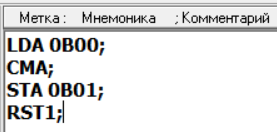 Метка : Мнемоника ; Комментарий
LDA 0B00;
CMA;
STA 0B01;
RST1;